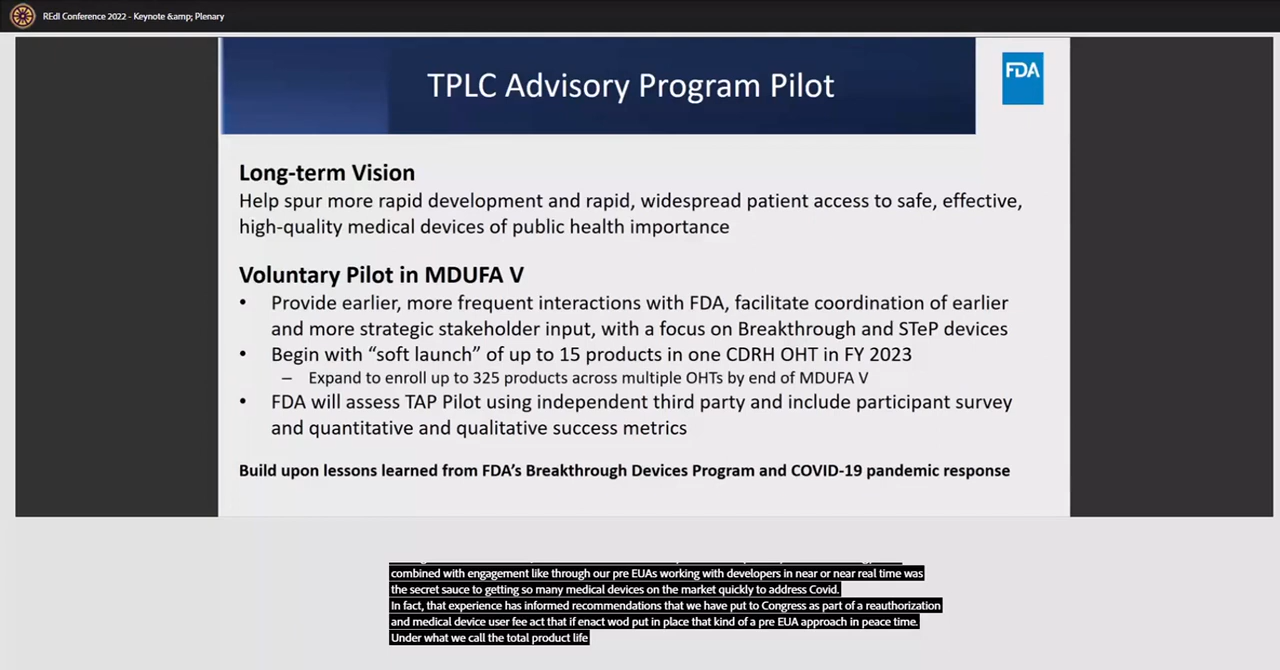 REdI Conference 2022 - Keynote &amp; Plenary
TPLC Advisory Program Pilot
FDA
Long-term Vision
Help spur more rapid development and rapid, widespread patient access to safe, effective,
high-quality medical devices of public health importance
Voluntary Pilot in MDUFA V
• Provide earlier, more frequent interactions with FDA, facilitate coordination of earlier
and more strategic stakeholder input, with a focus on Breakthrough and STeP devices
• Begin with “soft launch” of up to 15 products in one CDRH OHT in FY 2023
– Expand to enroll up to 325 products across multiple OHTs by end of MDUFA V
• FDA will assess TAP Pilot using independent third party and include participant survey
and quantitative and qualitative success metrics
Build upon lessons learned from FDA’s Breakthrough Devices Program and COVID-19 pandemic response
combined with engagement like through our pre EUAs working with developers in near or near real time was
the secret sauce to getting so many medical devices on the market quickly to address Covid.
In fact, that experience has informed recommendations that we have put to Congress as part of a reauthorization
and medical device user fee act that if enact wod put in place that kind of a pre EUA approach in peace time.
Under what we call the total product life